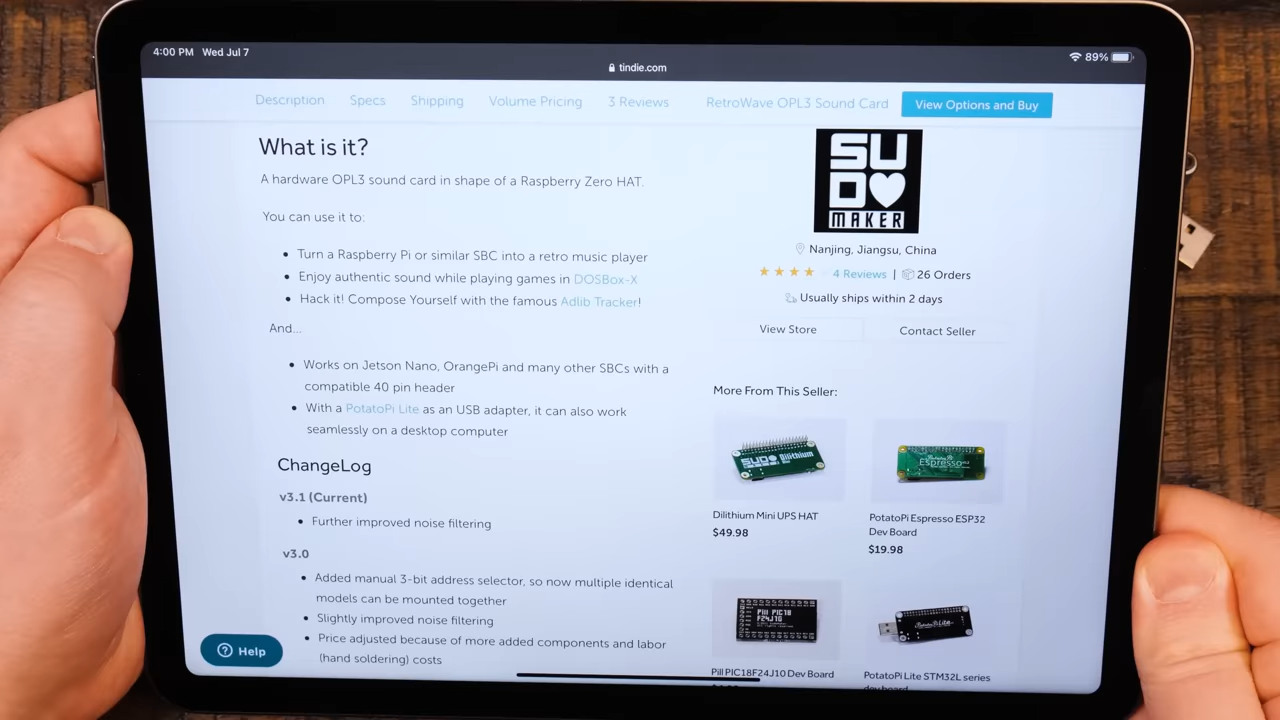 4:00 PM Wed Jul 7
tindie.com
89%
Description Specs Shipping Volume Pricing 3 Reviews RetroWave OPL3 Sound Card View Options and Buy
What is it?
A hardware OPL3 sound card in shape of a Raspberry Zero HAT.
You can use it to:
Turn a Raspberry Pi or similar SBC into a retro music player
Enjoy authentic sound while playing games in DOSBox-X
Hack it! Compose Yourself with the famous Adlib Tracker!
And...
Works on Jetson Nano, OrangePi and many other SBCs with a
compatible 40 pin header
With a PotatoPi Lite as an USB adapter, it can also work
seamlessly on a desktop computer
ChangeLog
v3.1 (Current)
Further improved noise filtering
v3.0
Added manual 3-bit address selector, so now multiple identical
models can be mounted together
Slightly improved noise filtering
Price adjusted because of more added components and labor
(hand soldering) costs
Help
SU
DO
MAKER
Nanjing, Jiangsu, China
4 Reviews | 26 Orders
Usually ships within 2 days
View Store Contact Seller
More From This Seller:
SUDO Dilithium
Espresso
Dilithium Mini UPS HAT
$49.98
PotatoPi Espresso ESP32
Dev Board
$19.98
Pill PIC18
F24J10
Pill PIC18F24J10 Dev Board
PotatoPi Lite STM32L series
dev board